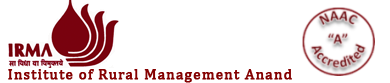 IRMA
सा विद्या या विमुक्तये
Institute of Rural Management Anand
NAAC
"A"
Accredited